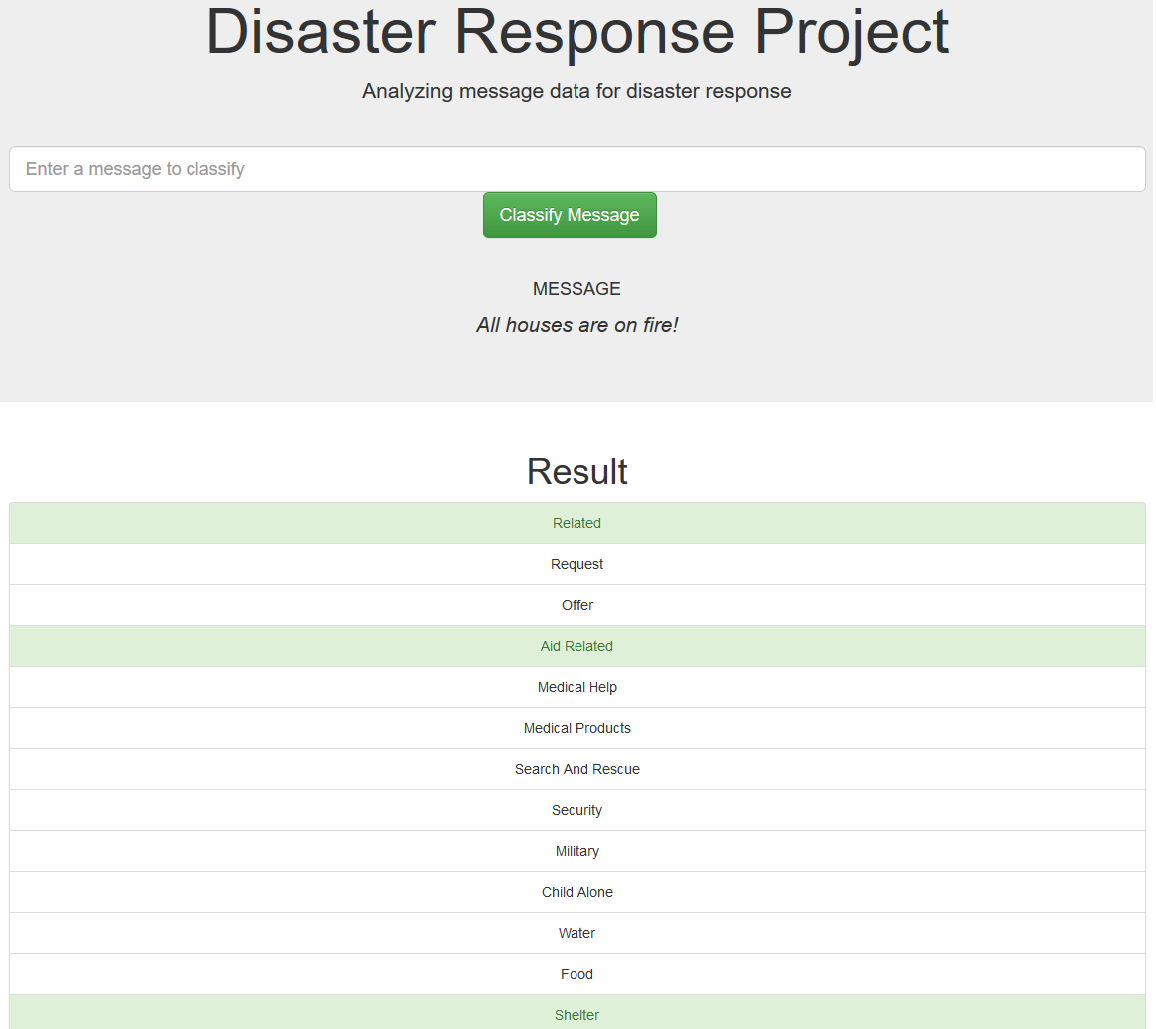 Disaster Response Project
Analyzing message data for disaster response
Enter a message to classify
Classify Message
MESSAGE
All houses are on fire!
Result
Related
Request
Offer
Aid Related
Medical Help
Medical Products
Search And Rescue
Security
Military
Child Alone
Water
Food
Shelter